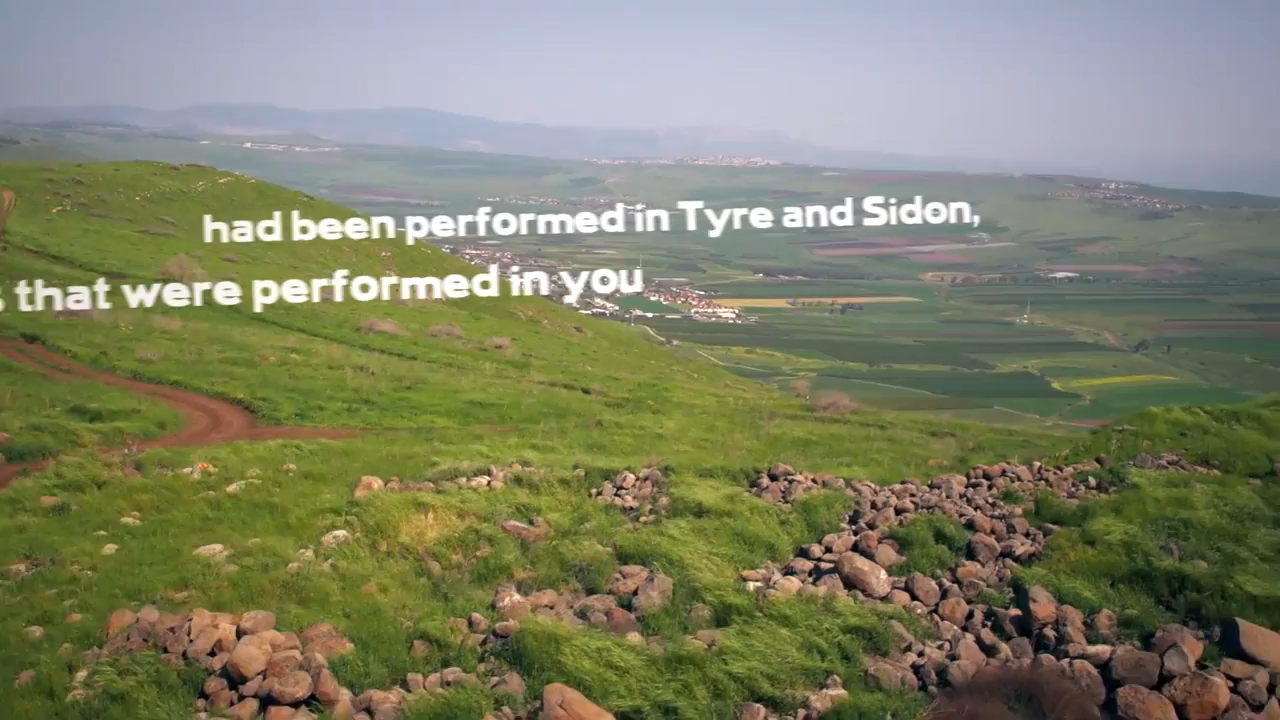 had been performed in Tyre and Sidon,
that were performed in you